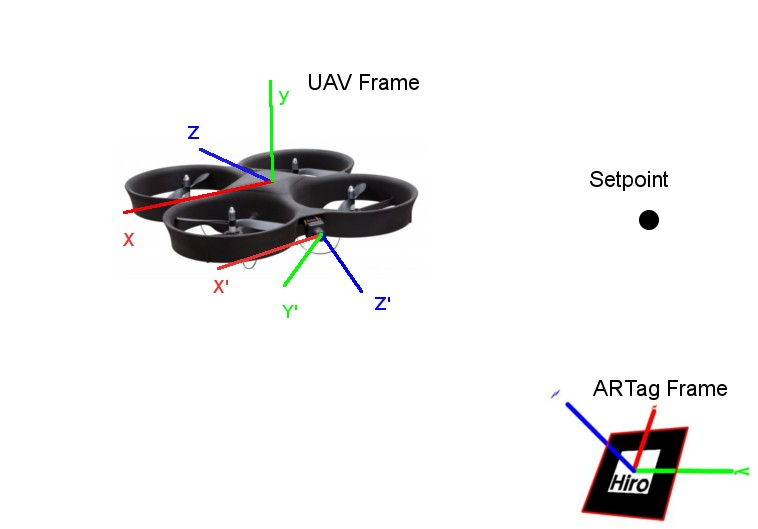 UAV Frame
y
Z
Setpoint
X
X'
Z'
Y'
ARTag Frame
Hiro